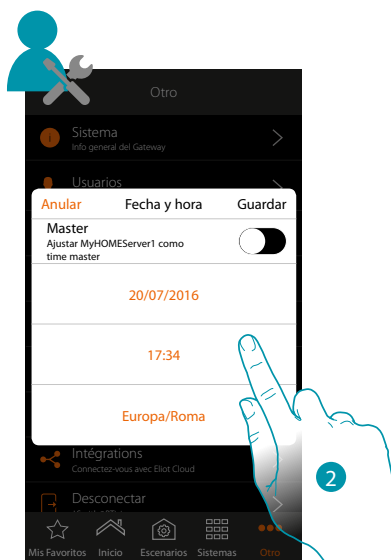 Otro
Sistema
Info general del Gateway
Usuarios
Anular Fecha y hora Guardar
Master
Ajustar MyHOMEServer1 como
time master
20/07/2016
17:34
Europa/Roma
Intégrations
Connectez-vous avec Eliot Cloud
Desconectar
2
Mis Favoritos Inicio Escenarios Sistemas Otro